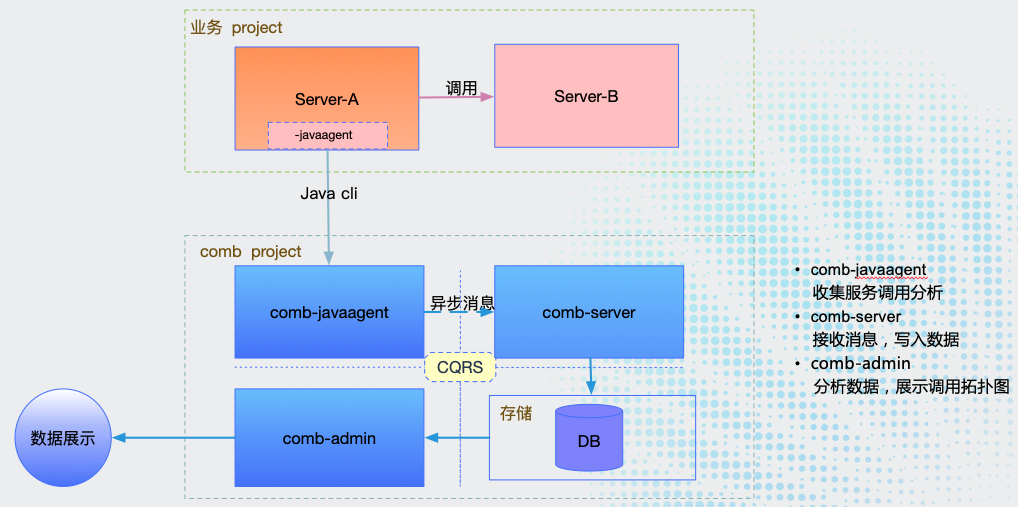 业务 project
Server-A
调用
Server-B
-javaagent
Java cli
comb project
comb-javaagent
异步消息
comb-server
CQRS
数据展示
comb-admin
存储
DB
• comb-javaagent
收集服务调用分析
• comb-server
接收消息，写入数据
• comb-admin
分析数据，展示调用拓扑图